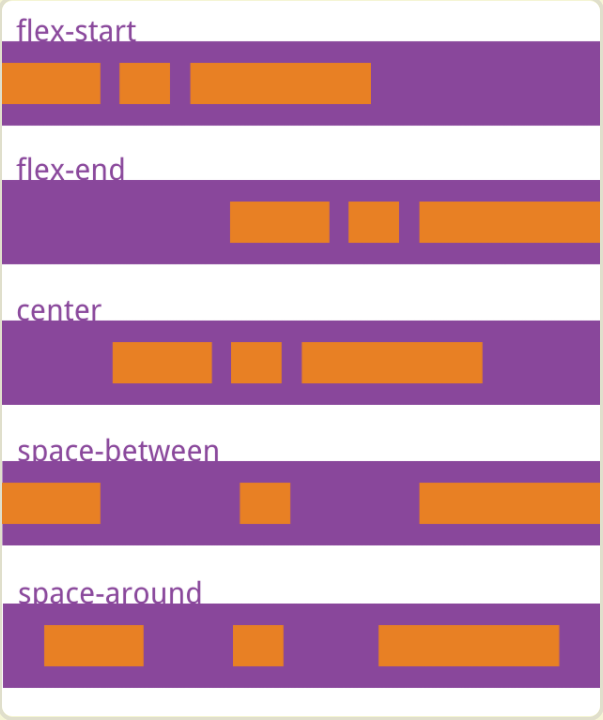 flex-start
flex-end
center
space-between
space-around